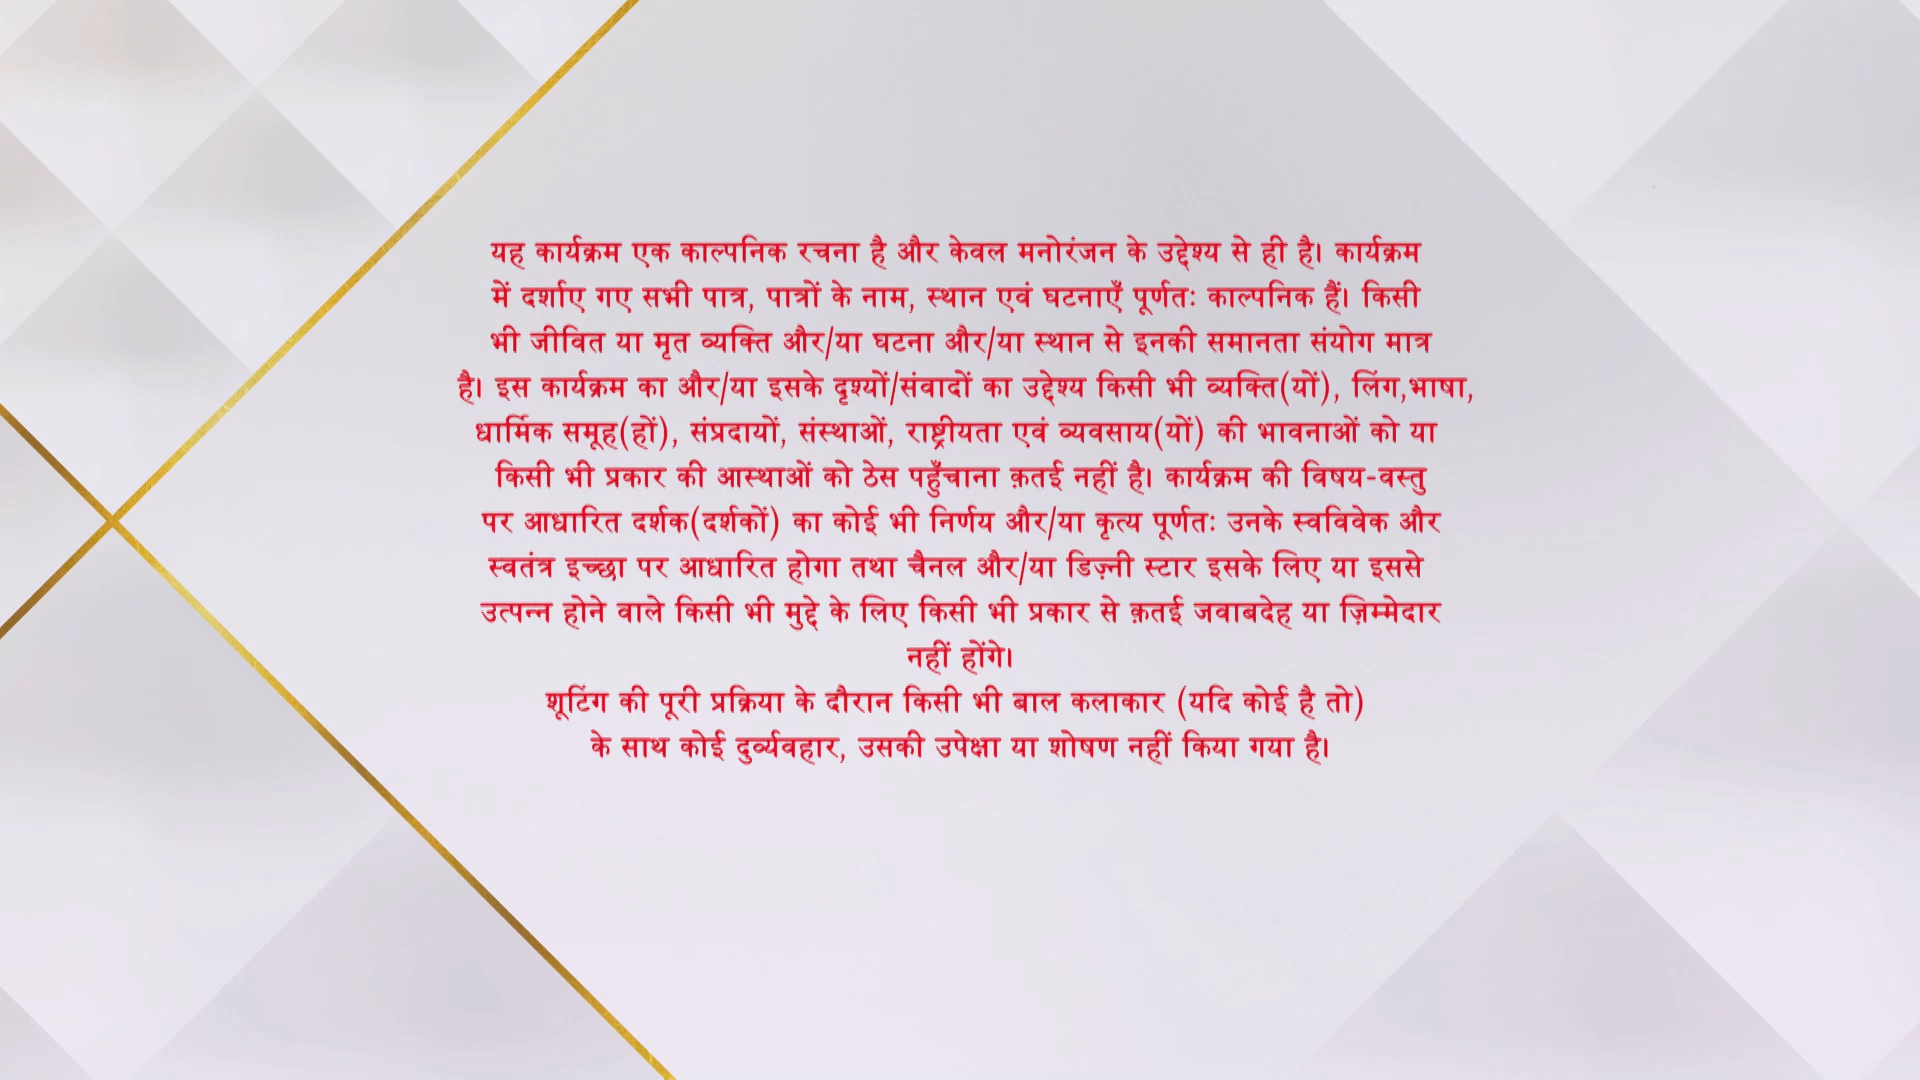 यह कार्यक्रम एक काल्पनिक रचना है और केवल मनोरंजन के उद्देश्य से ही है। कार्यक्रम
में दर्शाए गए सभी पात्र, पात्रों के नाम, स्थान एवं घटनाएँ पूर्णतः काल्पनिक हैं। किसी
भी जीवित या मृत व्यक्ति और/या घटना और/या स्थान से इनकी समानता संयोग मात्र
है। इस कार्यक्रम का और/या इसके दृश्यों/संवादों का उद्देश्य किसी भी व्यक्ति(यों), लिंग,भाषा,
धार्मिक समूह(हों), संप्रदायों, संस्थाओं, राष्ट्रीयता एवं व्यवसाय(यों) की भावनाओं को या
किसी भी प्रकार की आस्थाओं को ठेस पहुँचाना क़तई नहीं है। कार्यक्रम की विषय-वस्तु
पर आधारित दर्शक(दर्शकों) का कोई भी निर्णय और/या कृत्य पूर्णतः उनके स्वविवेक और
स्वतंत्र इच्छा पर आधारित होगा तथा चैनल और/या डिज़्नी स्टार इसके लिए या इससे
उत्पन्न होने वाले किसी भी मुद्दे के लिए किसी भी प्रकार से क़तई जवाबदेह या ज़िम्मेदार
नहीं होंगे।
शूटिंग की पूरी प्रक्रिया के दौरान किसी भी बाल कलाकार (यदि कोई है तो)
के साथ कोई दुर्व्यवहार, उसकी उपेक्षा या शोषण नहीं किया गया है।